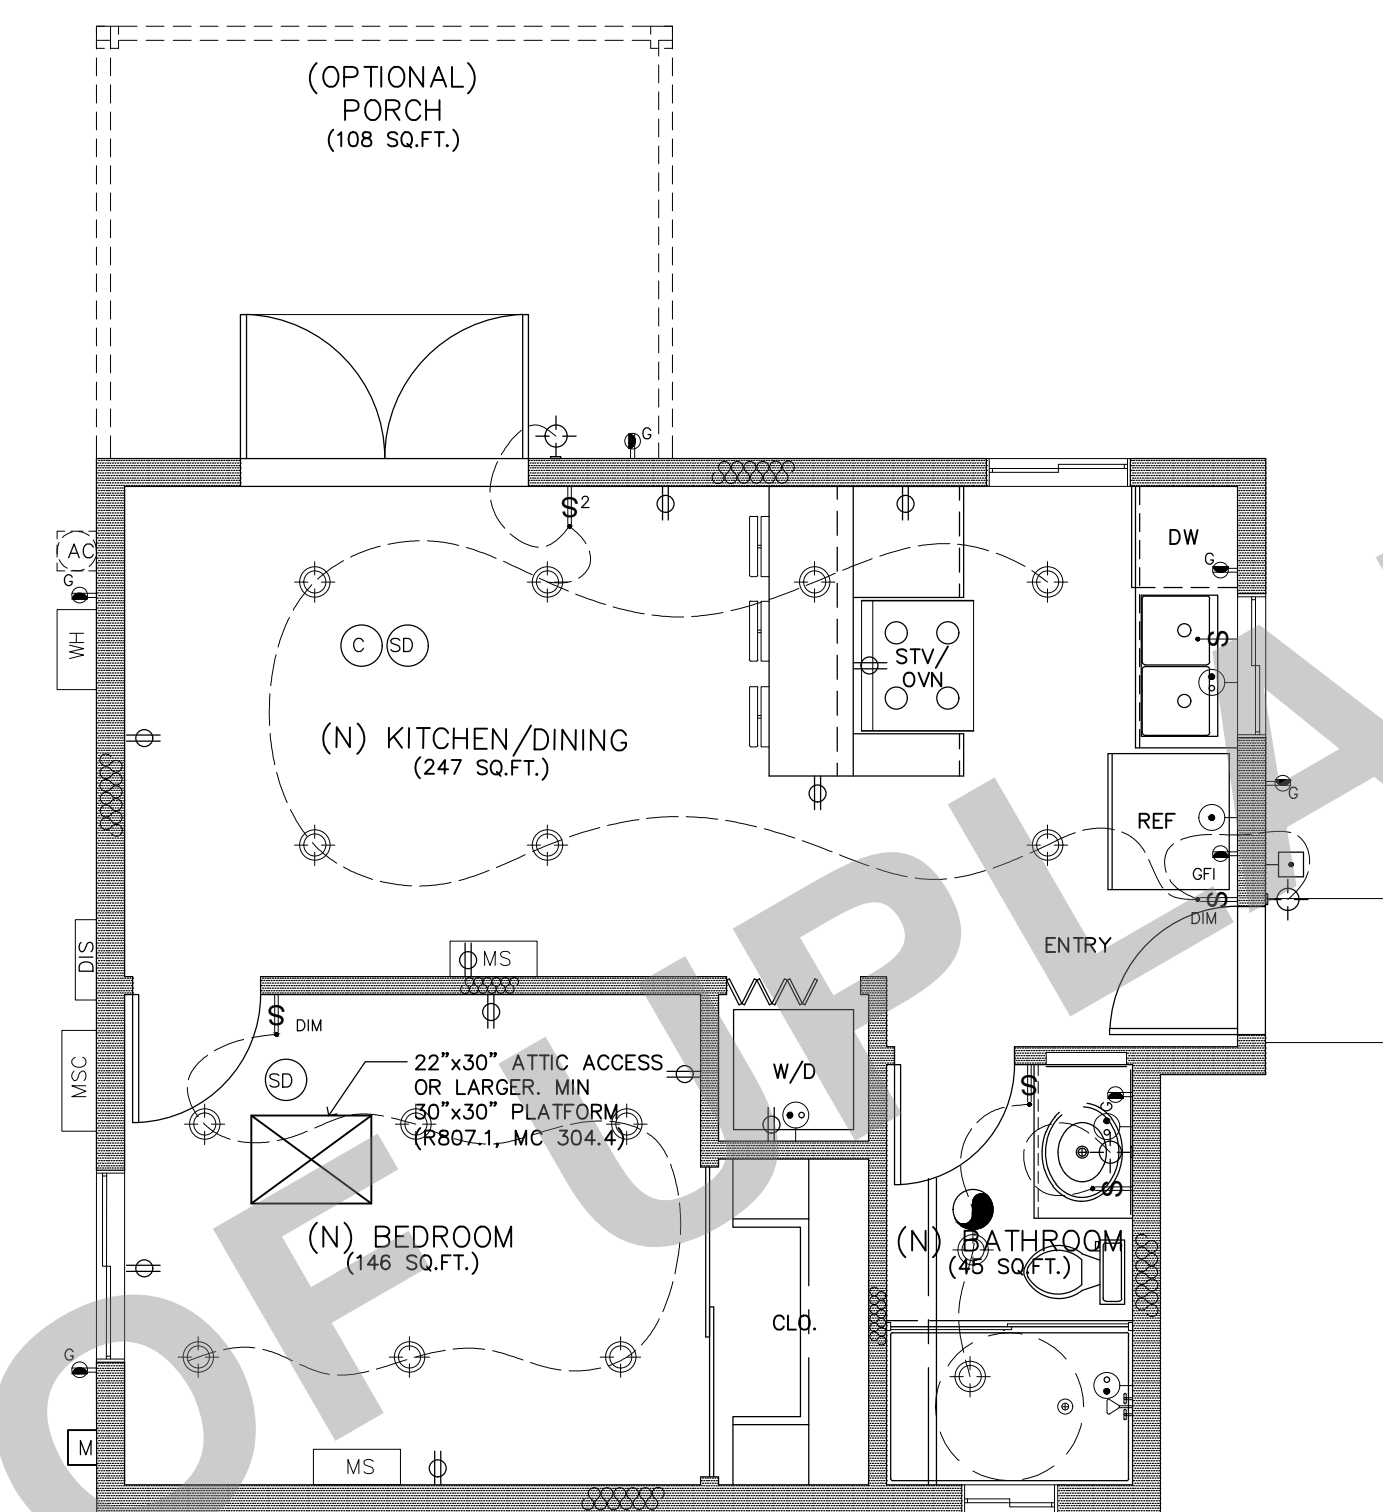 (OPTIONAL)
PORCH
(108 SQ.FT.)
G
S2
AC
G
WH
DW
G
C
SD
STV/
OVN
S
(N) KITCHEN/DINING
(247 SQ.FT.)
G
REF
GFI
S
DIM
ENTRY
DIS
MS
MSC
S
DIM
SD
22"x30" ATTIC ACCESS
OR LARGER. MIN
30"x30" PLATFORM
(R807.1, MC 304.4)
W/D
S
G
S
(N) BEDROOM
(146 SQ.FT.)
(N) BATHROOM
(45 SQ.FT.)
CLO.
G
M
MS
OF UPLA